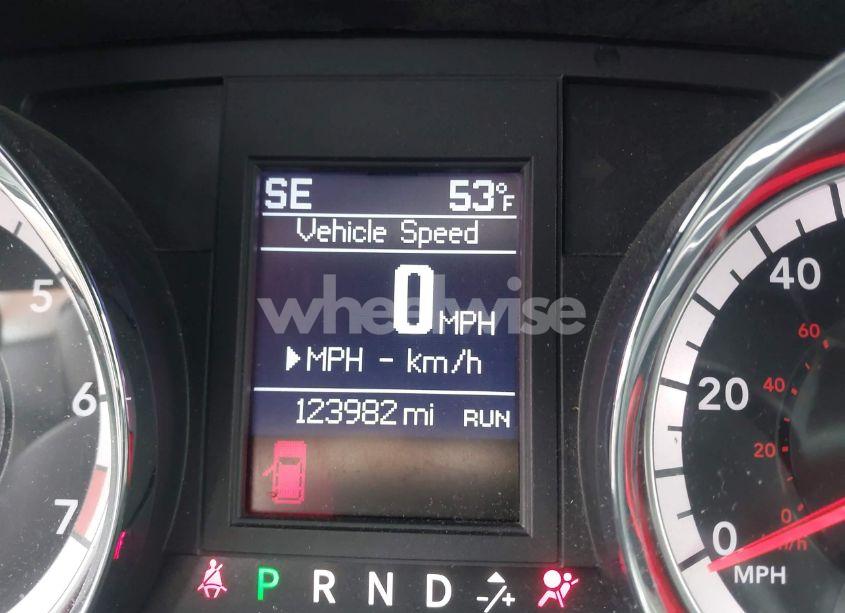 SE 53°F
Vehicle Speed
0 MPH
wheelwise
▶MPH - km/h
123982 mi RUN
5
6
7
40
20
0
MPH
60
40
20
0
km/h
P R N D -/+